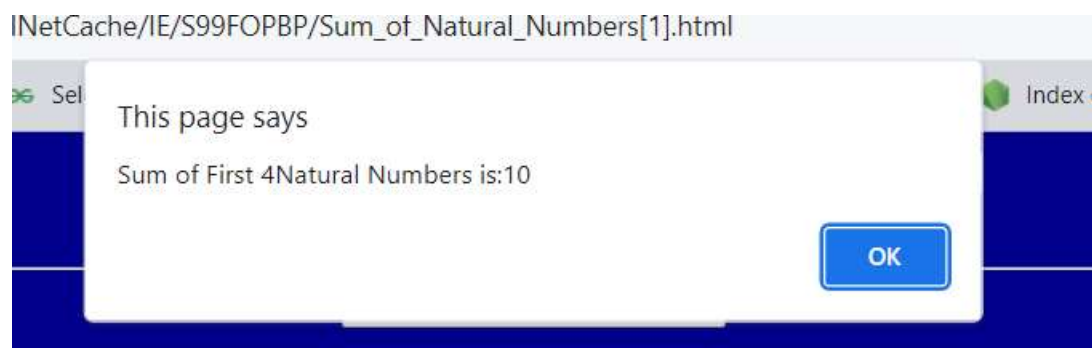 INetCache/IE/S99FOPBP/Sum_of_Natural_Numbers[1].html
Sel
Index
This page says
Sum of First 4Natural Numbers is:10
OK